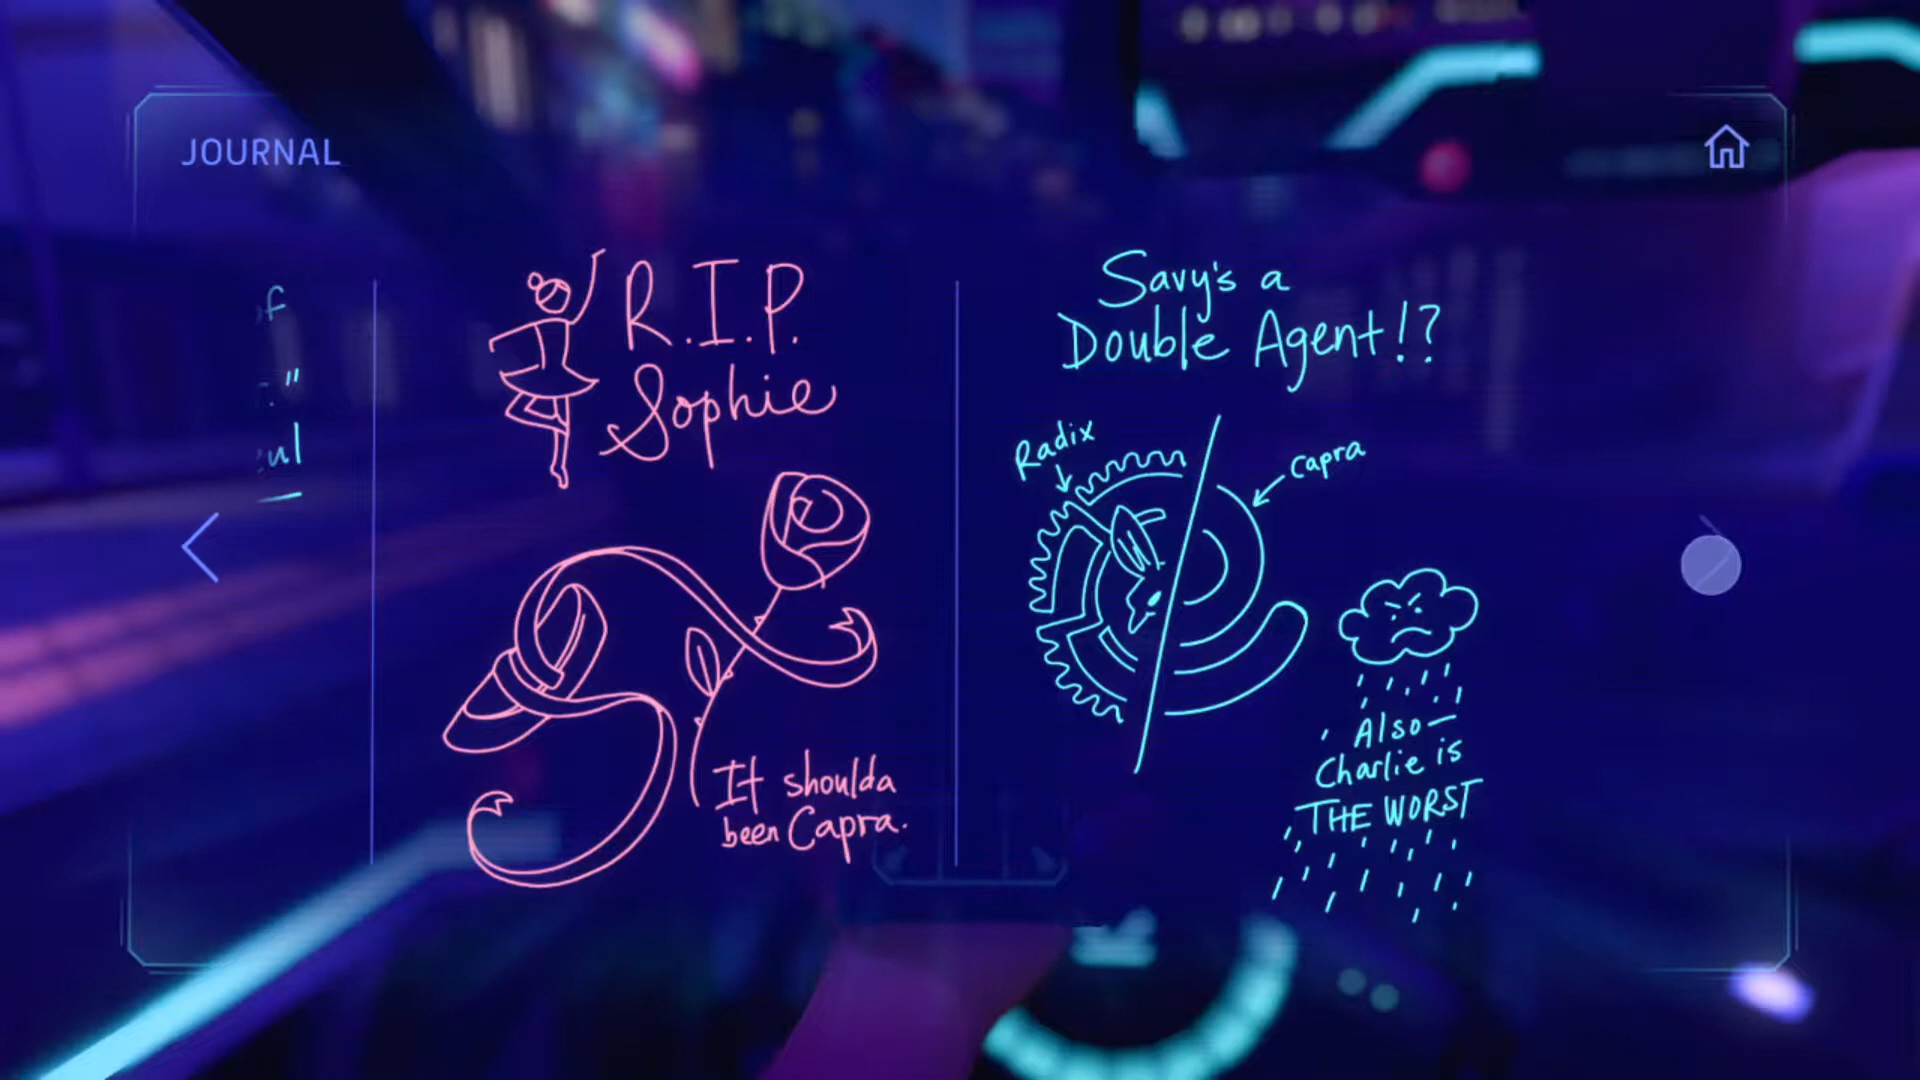 JOURNAL
R.I.P.
Sophie
It shoulda
been Capra.
Savy's a
Double Agent!?
Radix
Capra
Also—
Charlie is
THE WORST